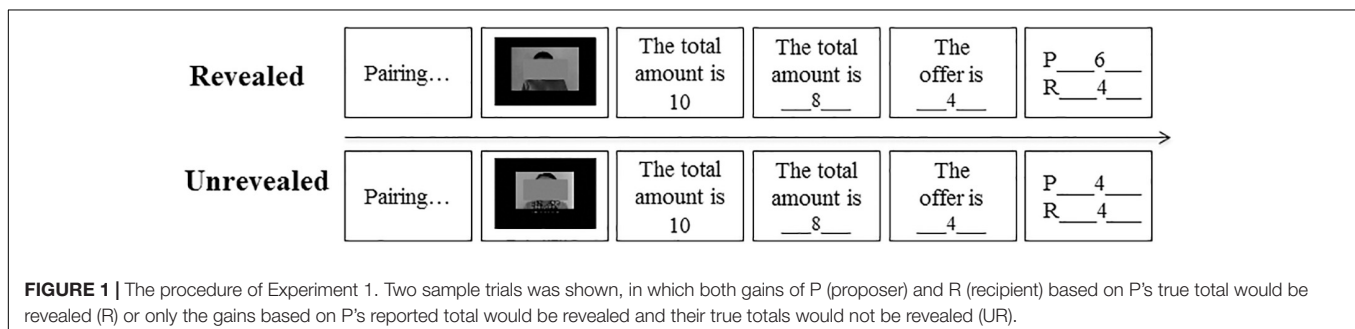 Revealed
Pairing...
The total
amount is
10
The total
amount is
___8___
The
offer is
___4___
P___6___
R___4___
Unrevealed
Pairing...
The total
amount is
10
The total
amount is
___8___
The
offer is
___4___
P___4___
R___4___
FIGURE 1 | The procedure of Experiment 1. Two sample trials was shown, in which both gains of P (proposer) and R (recipient) based on P's true total would be
revealed (R) or only the gains based on P's reported total would be revealed and their true totals would not be revealed (UR).